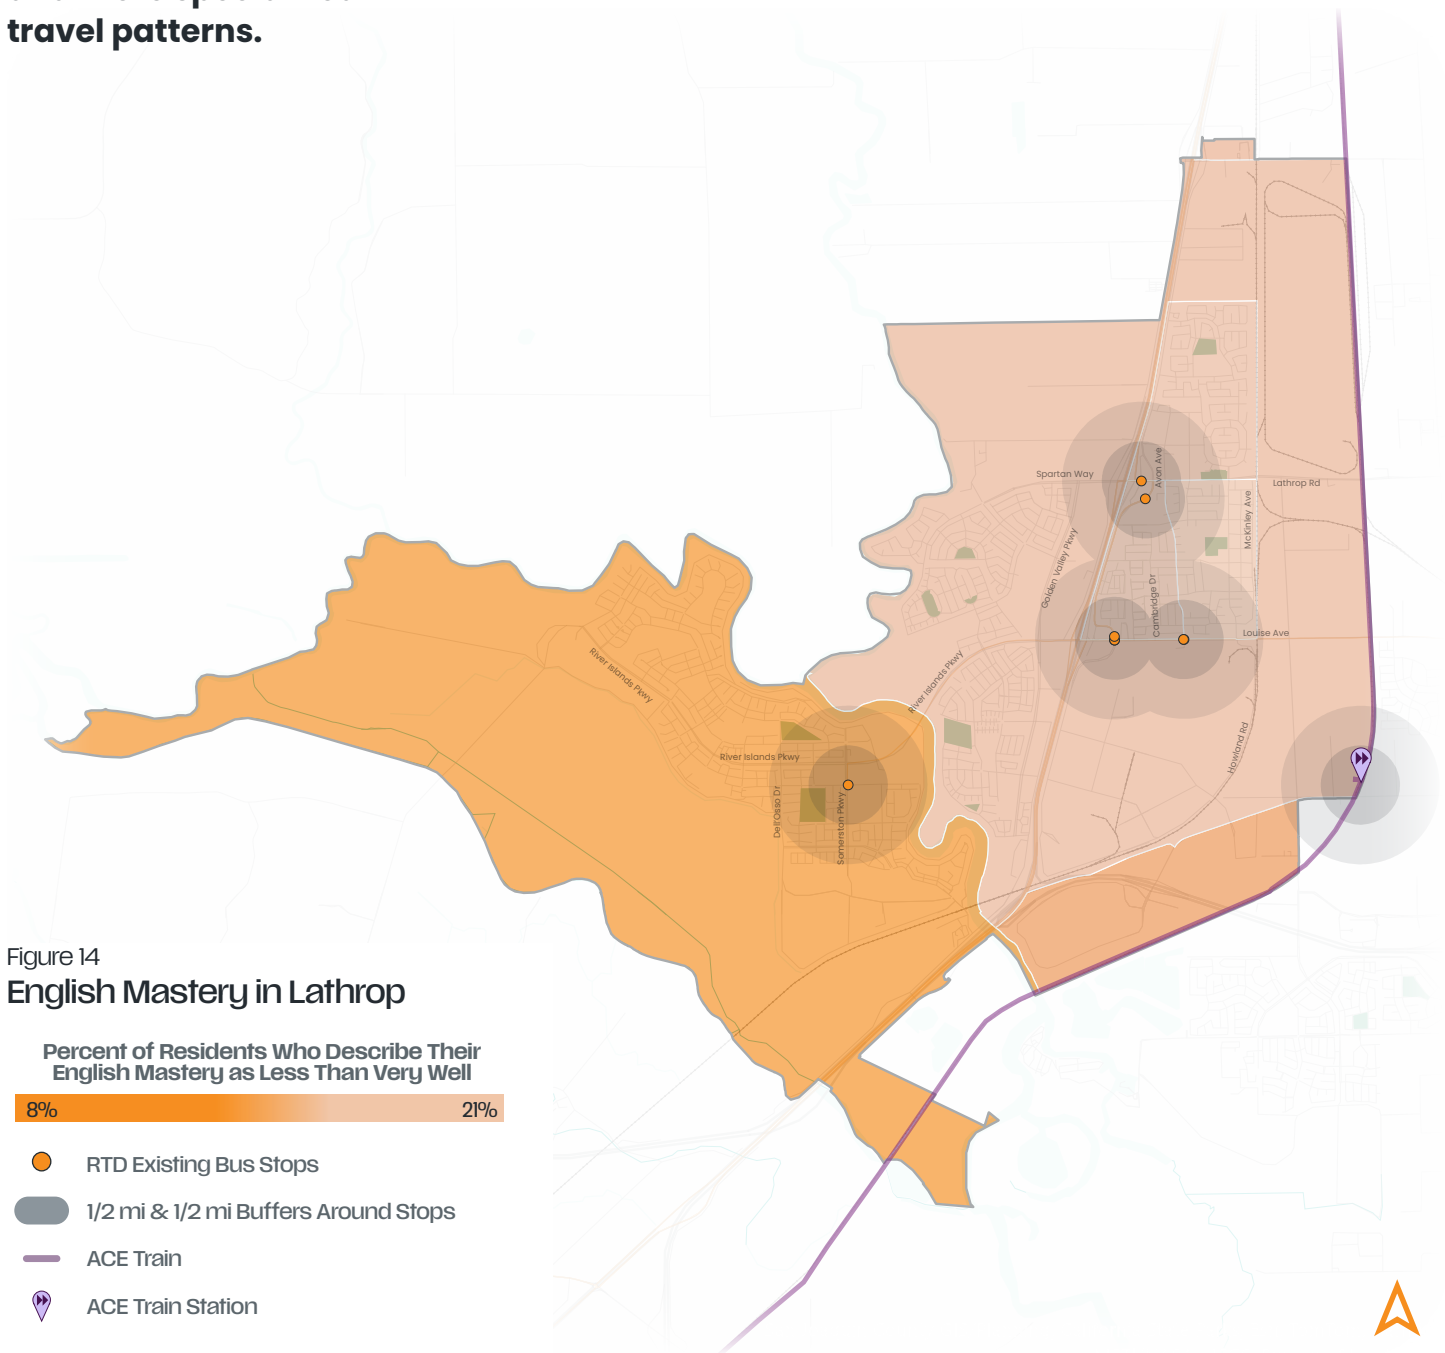 travel patterns.
Spartan Way
Avon Ave
Lathrop Rd
McKinley Ave
Golden Valley Pkwy
Cambridge Dr
Louise Ave
River Islands Pkwy
River Islands Pkwy
Howland Rd
River Islands Pkwy
Dell'Osso Dr
Somerston Pkwy
Figure 14
English Mastery in Lathrop
Percent of Residents Who Describe Their
English Mastery as Less Than Very Well
8% 21%
RTD Existing Bus Stops
1/2 mi & 1/2 mi Buffers Around Stops
ACE Train
ACE Train Station